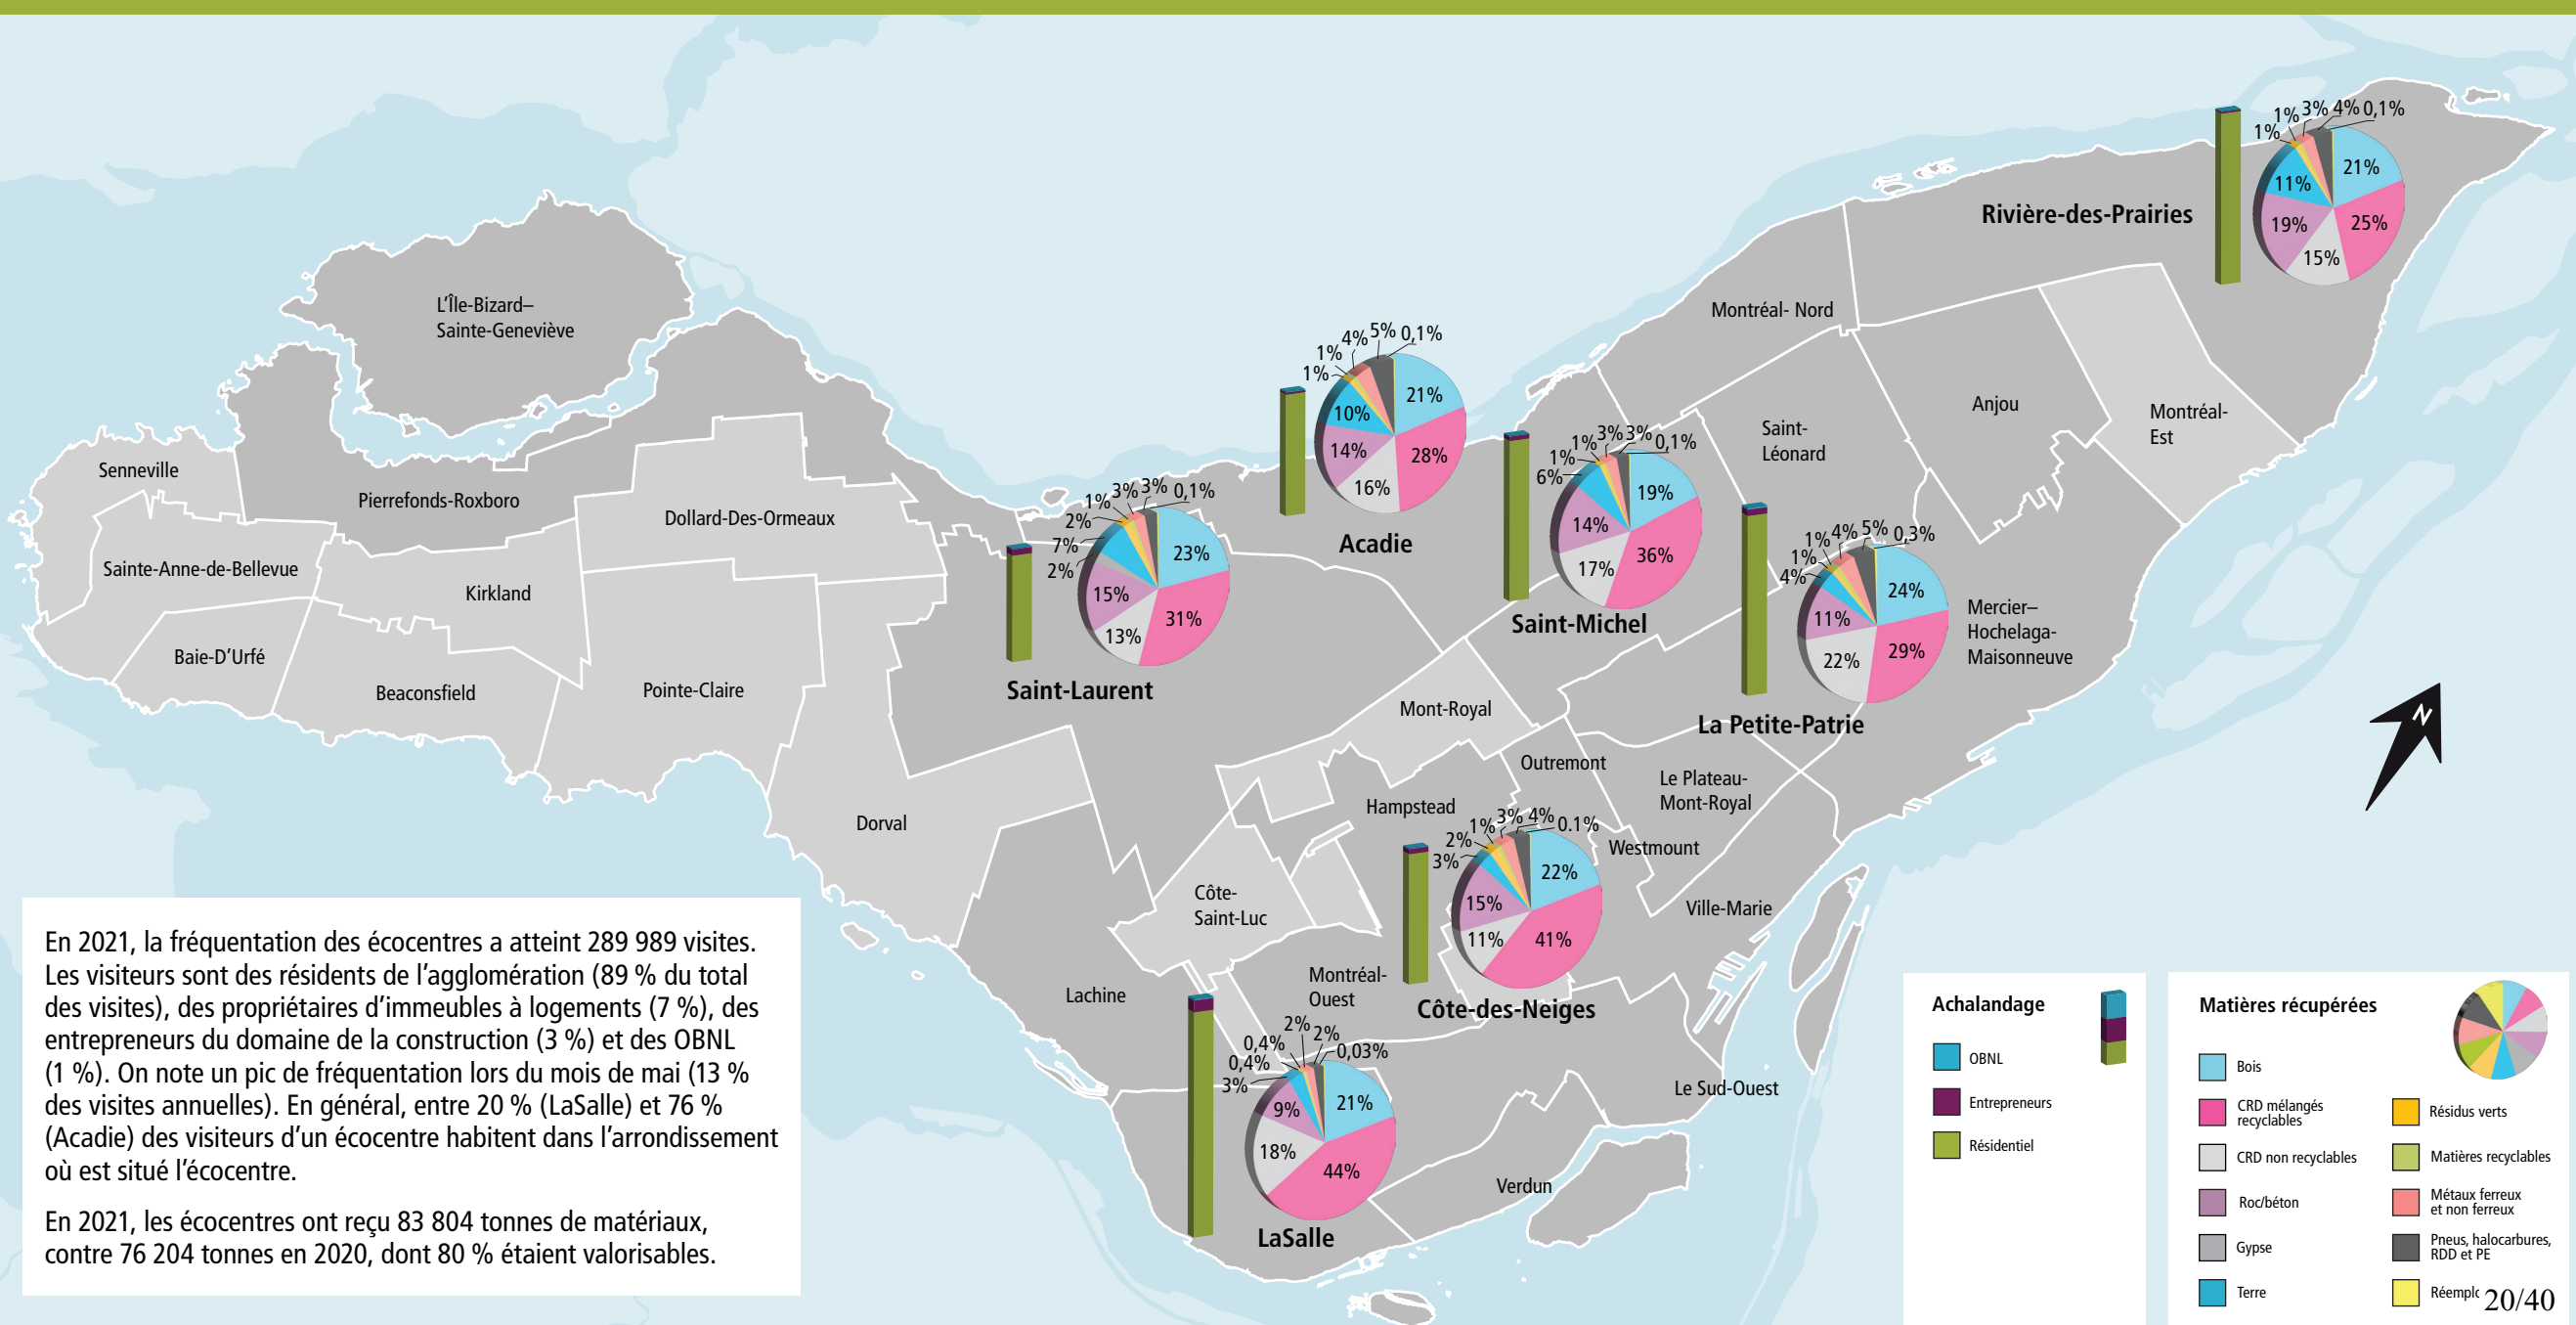 1% 3% 4% 0,1%
1%
21%
11%
25%
19%
15%
Rivière-des-Prairies
L'Île-Bizard–
Sainte-Geneviève
Montréal- Nord
4% 5% 0,1%
1%
1%
21%
10%
28%
14%
16%
Acadie
Anjou
Montréal-
Est
Saint-
Léonard
1% 3% 3% 0,1%
1%
6%
19%
14%
36%
17%
Saint-Michel
Senneville
Pierrefonds-Roxboro
Dollard-Des-Ormeaux
1% 3% 3% 0,1%
2%
7%
2%
23%
15%
31%
13%
Saint-Laurent
1% 4% 5% 0,3%
1%
4%
24%
11%
29%
22%
La Petite-Patrie
Mercier–
Hochelaga-
Maisonneuve
Sainte-Anne-de-Bellevue
Kirkland
Baie-D'Urfé
Beaconsfield
Pointe-Claire
Mont-Royal
N
Outremont
Le Plateau-
Mont-Royal
Hampstead
Dorval
1% 3% 4% 0.1%
2%
3%
22%
15%
41%
11%
Côte-des-Neiges
Westmount
Ville-Marie
Côte-
Saint-Luc
Lachine
Montréal-
Ouest
2% 2%
0,4% 0,03%
0,4%
3%
21%
9%
18%
44%
LaSalle
Le Sud-Ouest
Verdun
En 2021, la fréquentation des écocentres a atteint 289 989 visites.
Les visiteurs sont des résidents de l'agglomération (89 % du total
des visites), des propriétaires d'immeubles à logements (7 %), des
entrepreneurs du domaine de la construction (3 %) et des OBNL
(1 %). On note un pic de fréquentation lors du mois de mai (13 %
des visites annuelles). En général, entre 20 % (LaSalle) et 76 %
(Acadie) des visiteurs d'un écocentre habitent dans l'arrondissement
où est situé l'écocentre.
En 2021, les écocentres ont reçu 83 804 tonnes de matériaux,
contre 76 204 tonnes en 2020, dont 80 % étaient valorisables.
Achalandage
OBNL
Entrepreneurs
Résidentiel
Matières récupérées
Bois
CRD mélangés
recyclables
CRD non recyclables
Roc/béton
Gypse
Terre
Résidus verts
Matières recyclables
Métaux ferreux
et non ferreux
Pneus, halocarbures,
RDD et PE
20/40